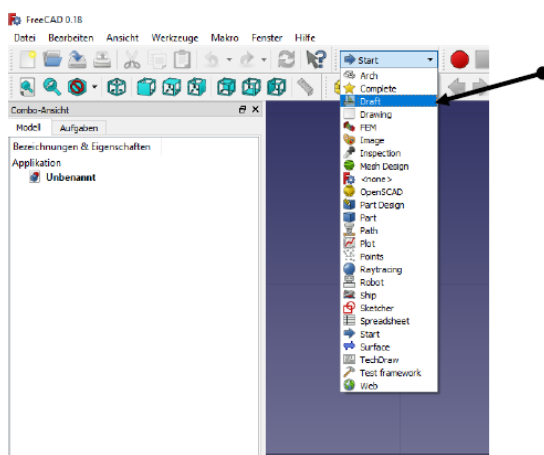 FreeCAD 0.18
Datei Bearbeiten Ansicht Werkzeuge Makro Fenster Hilfe
Start
Arch
Complete
Draft
Drawing
FEM
Image
Inspection
Mesh Design
<none>
OpenSCAD
Part Design
Part
Path
Plot
Points
Raytracing
Robot
Ship
Sketcher
Spreadsheet
Start
Surface
TechDraw
Test framework
Web
Combo-Ansicht
Modell Aufgaben
Bezeichnungen & Eigenschaften
Applikation
Unbenannt